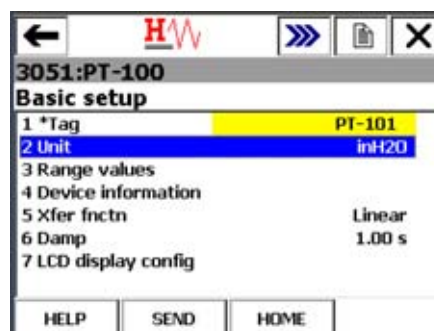 H
3051:PT-100
Basic setup
1 *Tag PT-101
2 Unit inH2O
3 Range values
4 Device information
5 Xfer fnctn Linear
6 Damp 1.00 s
7 LCD display config
HELP SEND HOME